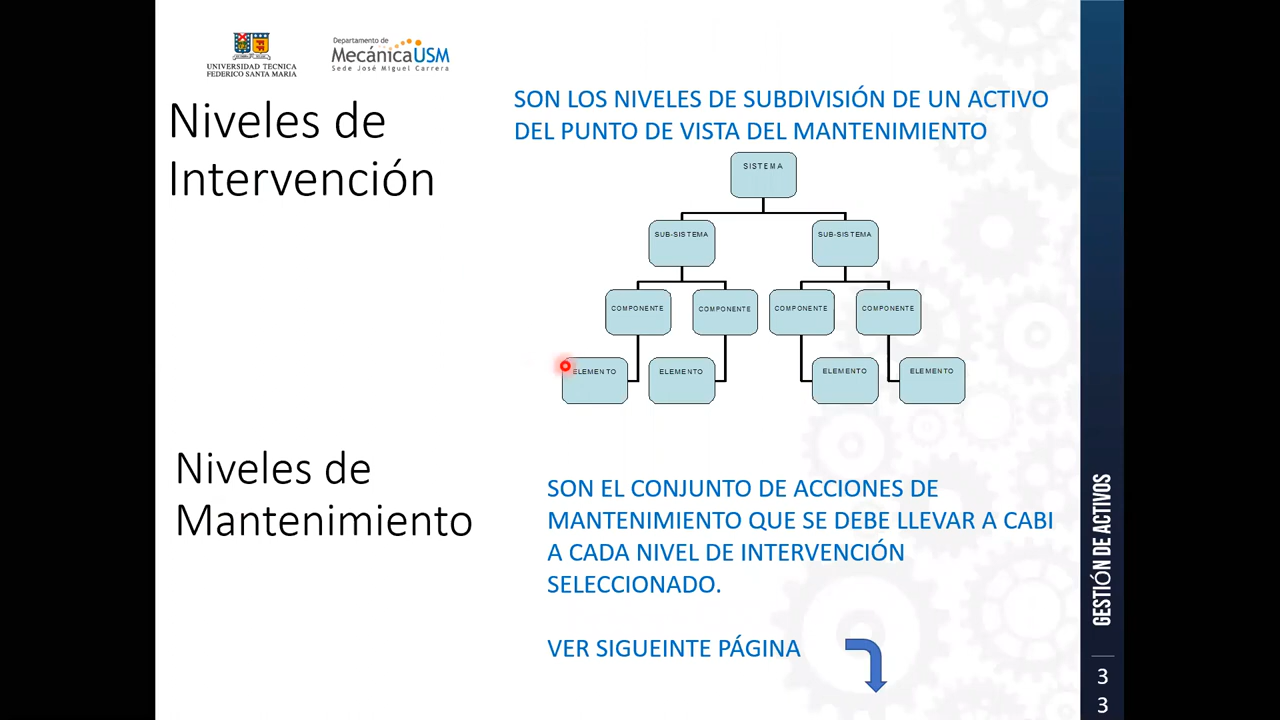 UNIVERSIDAD TECNICA
FEDERICO SANTA MARIA
Departamento de
MecánicaUSM
Sede José Miguel Carrera
Niveles de
Intervención
SON LOS NIVELES DE SUBDIVISIÓN DE UN ACTIVO
DEL PUNTO DE VISTA DEL MANTENIMIENTO
SISTEMA
SUB-SISTEMA
SUB-SISTEMA
COMPONENTE
COMPONENTE
COMPONENTE
COMPONENTE
ELEMENTO
ELEMENTO
ELEMENTO
ELEMENTO
Niveles de
Mantenimiento
SON EL CONJUNTO DE ACCIONES DE
MANTENIMIENTO QUE SE DEBE LLEVAR A CABI
A CADA NIVEL DE INTERVENCIÓN
SELECCIONADO.
VER SIGUEINTE PÁGINA
GESTIÓN DE ACTIVOS
3
3